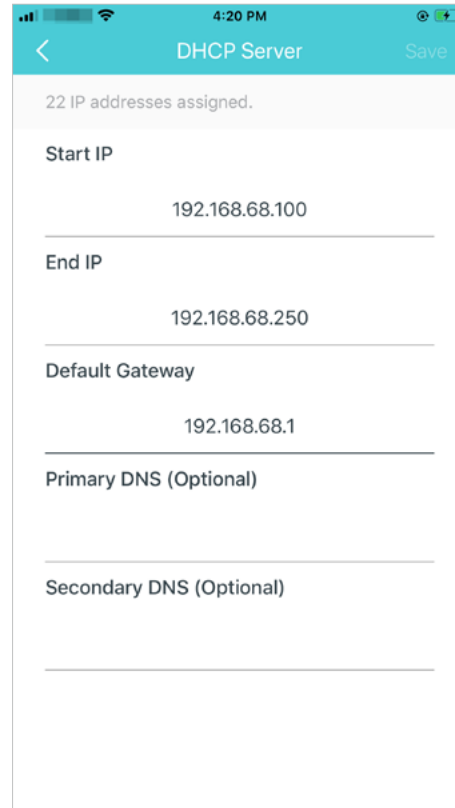 4:20 PM
DHCP Server
Save
22 IP addresses assigned.
Start IP
192.168.68.100
End IP
192.168.68.250
Default Gateway
192.168.68.1
Primary DNS (Optional)
Secondary DNS (Optional)